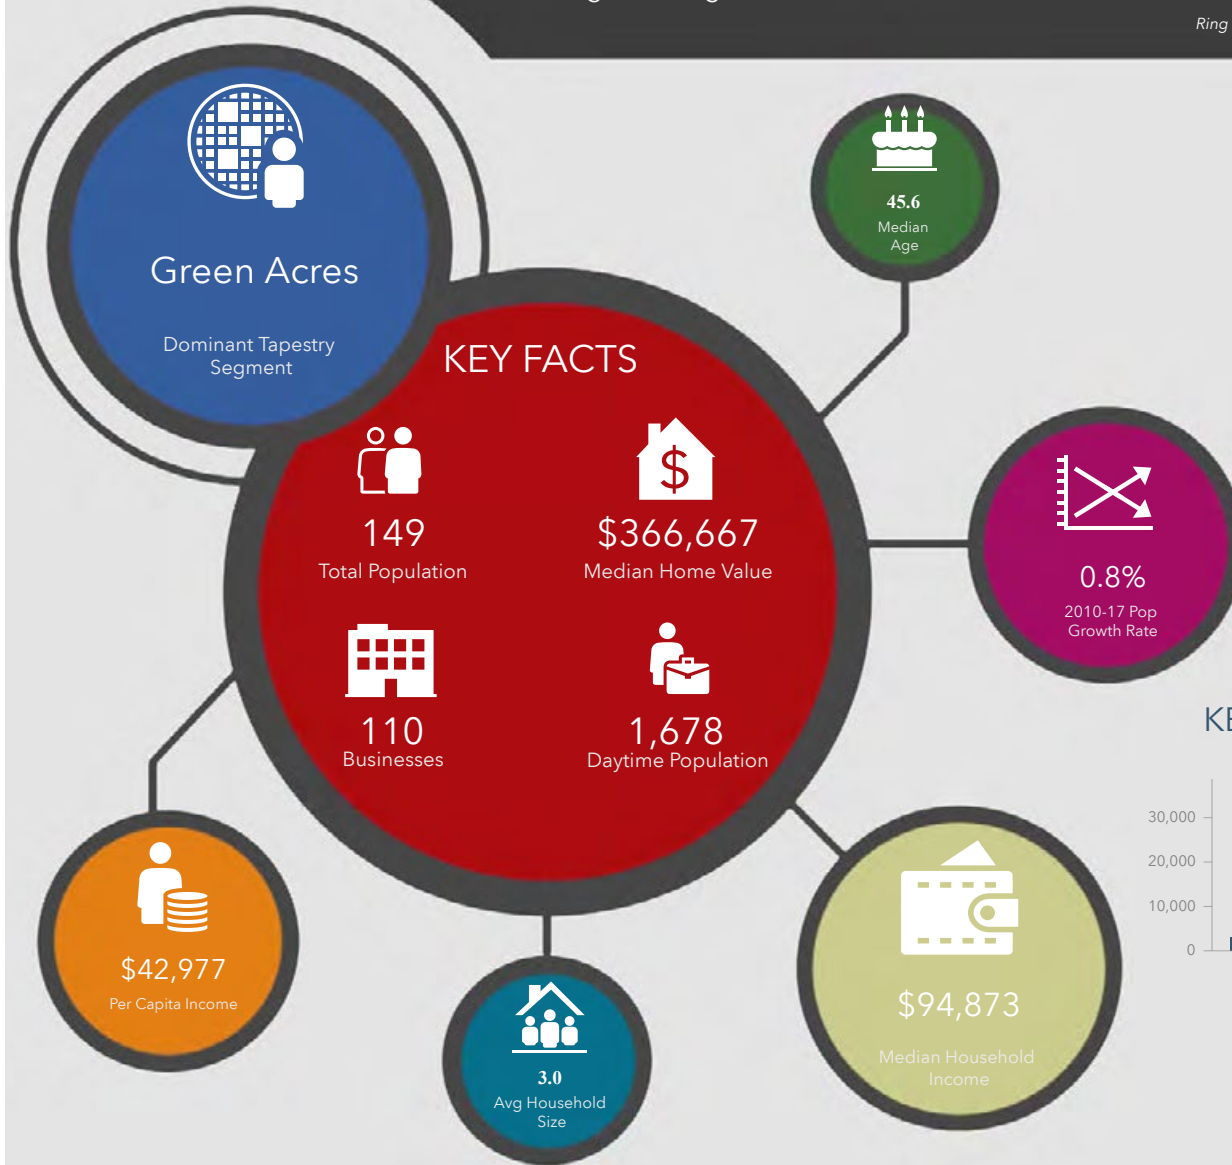 Ring
Green Acres
Dominant Tapestry
Segment
45.6
Median
Age
KEY FACTS
149
Total Population
$366,667
Median Home Value
110
Businesses
1,678
Daytime Population
0.8%
2010-17 Pop
Growth Rate
30,000
20,000
10,000
0
$42,977
Per Capita Income
3.0
Avg Household
Size
$94,873
Median Household
Income